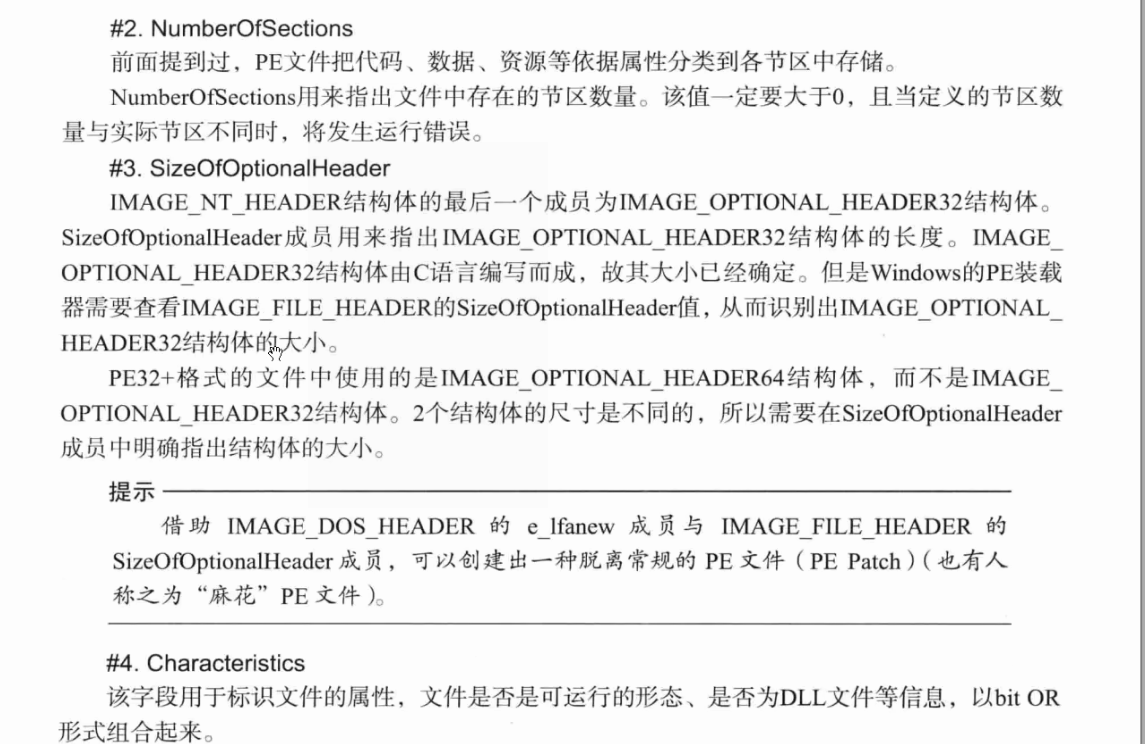 #2. NumberOfSections
前面提到过，PE文件把代码、数据、资源等依据属性分类到各节区中存储。
NumberOfSections用来指出文件中存在的节区数量。该值一定要大于0，且当定义的节区数
量与实际节区不同时，将发生运行错误。
#3. SizeOfOptionalHeader
IMAGE_NT_HEADER结构体的最后一个成员为IMAGE_OPTIONAL_HEADER32结构体。
SizeOfOptionalHeader成员用来指出IMAGE_OPTIONAL_HEADER32结构体的长度。IMAGE_
OPTIONAL_HEADER32结构体由C语言编写而成，故其大小已经确定。但是Windows的PE装载
器需要查看IMAGE_FILE_HEADER的SizeOfOptionalHeader值，从而识别出IMAGE_OPTIONAL_
HEADER32结构体的大小。
PE32+格式的文件中使用的是IMAGE_OPTIONAL_HEADER64结构体，而不是IMAGE_
OPTIONAL_HEADER32结构体。2个结构体的尺寸是不同的，所以需要在SizeOfOptionalHeader
成员中明确指出结构体的大小。
提示
借助 IMAGE_DOS_HEADER 的 e_lfanew 成员与 IMAGE_FILE_HEADER 的
SizeOfOptionalHeader 成员，可以创建出一种脱离常规的 PE 文件（PE Patch）（也有人
称之为“麻花”PE 文件）。
#4. Characteristics
该字段用于标识文件的属性，文件是否是可运行的形态、是否为DLL文件等信息，以bit OR
形式组合起来。